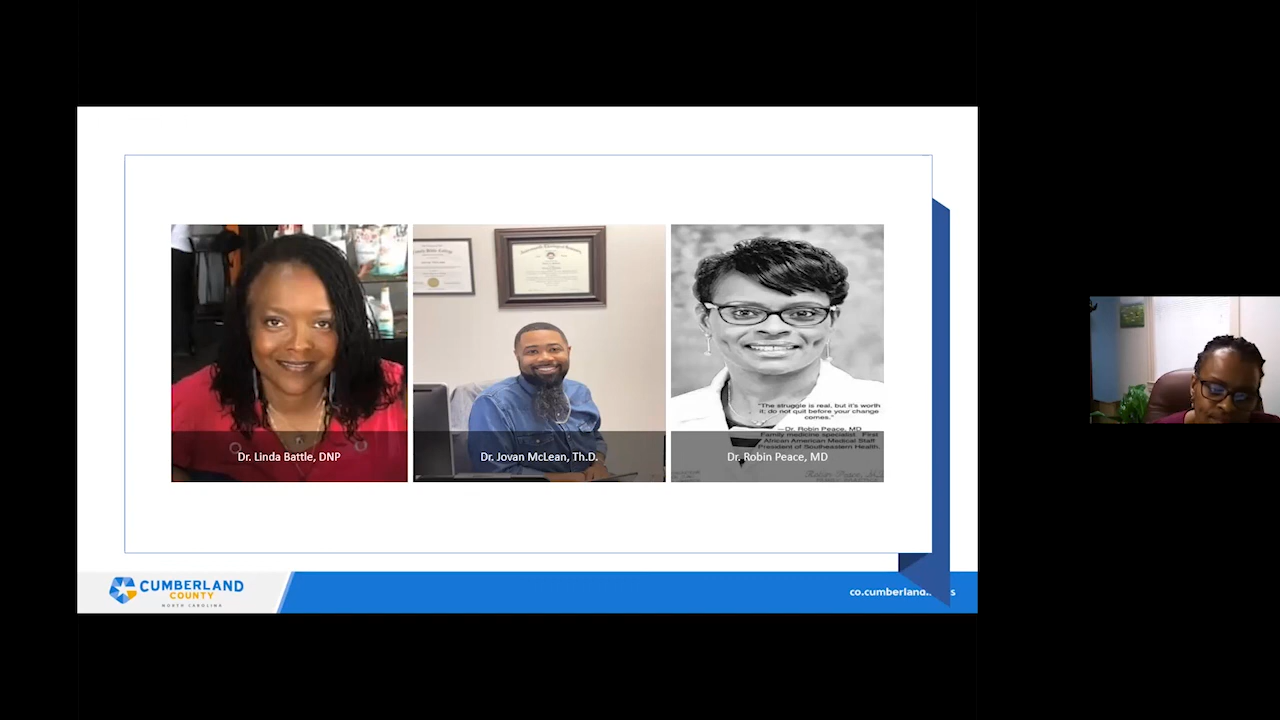 "The struggle is real, but it's worth
it; do not quit before your change
comes."
—Dr. Robin Peace, MD
Family medicine specialist First
African American Medical Staff
President of Southeastern Health.
Dr. Linda Battle, DNP
Dr. Jovan McLean, Th.D.
Dr. Robin Peace, MD
CUMBERLAND
COUNTY
NORTH CAROLINA
co.cumberland.